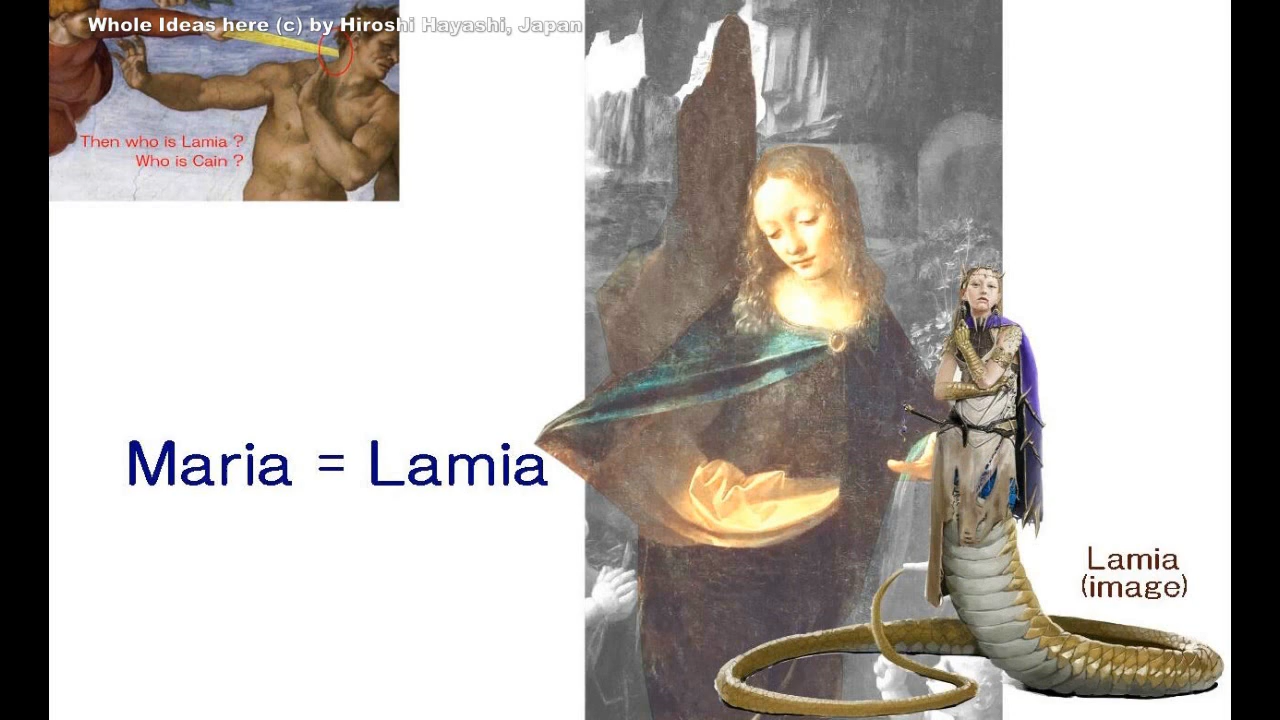 Whole Ideas here (c) by Hiroshi Hayashi, Japan
Then who is Lamia ?
Who is Cain ?
Maria = Lamia
Lamia
(image)